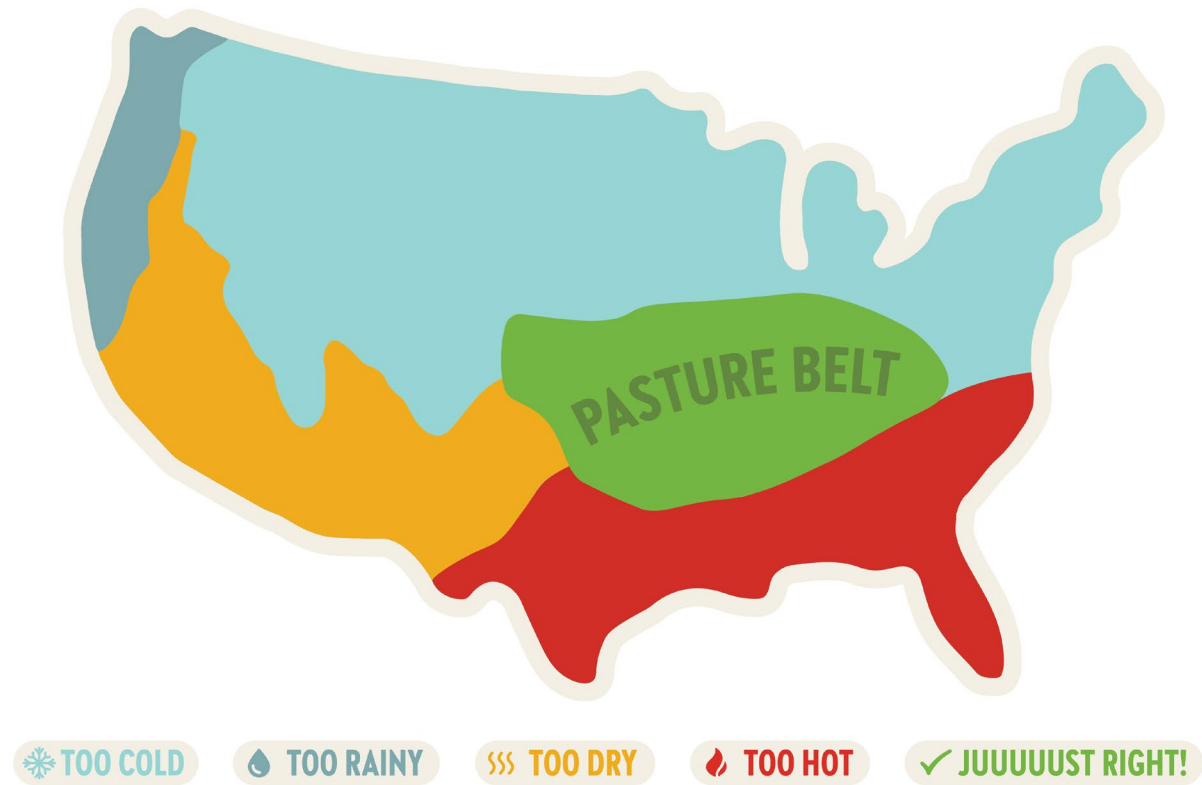 PASTURE BELT
TOO COLD
TOO RAINY
TOO DRY
TOO HOT
JUUUUUST RIGHT!